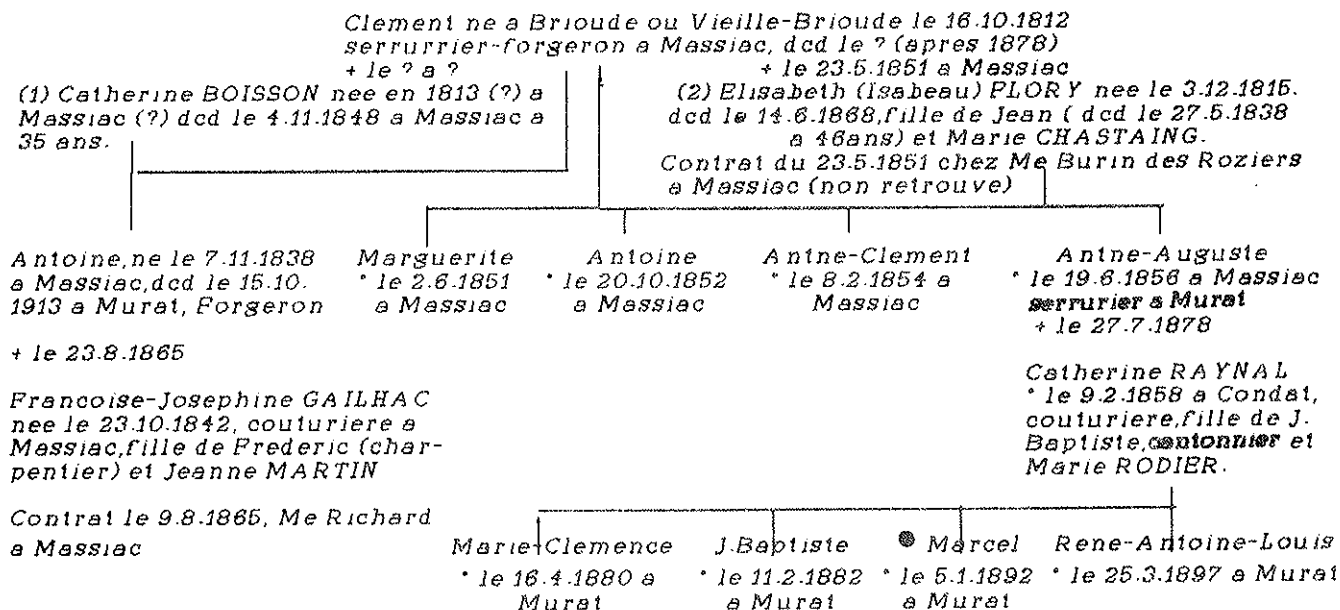 Clement ne a Brioude ou Vieille-Brioude le 16.10.1812
serrurrier-forgeron a Massiac, dcd le ? (apres 1878)
+ le ? a ?
+ le 23.5.1851 a Massiac
(1) Catherine BOISSON nee en 1813 (?) a
Massiac (?) dcd le 4.11.1848 a Massiac a
35 ans.
(2) Elisabeth (Isabeau) FLORY nee le 3.12.1815.
dcd le 14.6.1868,fille de Jean ( dcd le 27.5.1838
a 46ans) et Marie CHASTAING.
Contrat du 23.5.1851 chez Me Burin des Roziers
a Massiac (non retrouve)
Antoine,ne le 7.11.1838
a Massiac,dcd le 15.10.
1913 a Murat, Forgeron
+ le 23.8.1865
Francoise-Josephine GAILHAC
nee le 23.10.1842, couturiere a
Massiac,fille de Frederic (char-
pentier) et Jeanne MARTIN
Contrat le 9.8.1865, Me Richard
a Massiac
Marguerite
° le 2.6.1851
a Massiac
Antoine
° le 20.10.1852
a Massiac
Antne-Clement
° le 8.2.1854 a
Massiac
Antne-Auguste
° le 19.6.1856 a Massiac
serrurier a Murat
+ le 27.7.1878
Catherine RAYNAL
° le 9.2.1858 a Condat,
couturiere,fille de J.
Baptiste,cantonnier et
Marie RODIER.
Marie-Clemence
° le 16.4.1880 a
Murat
J.Baptiste
° le 11.2.1882
a Murat
● Marcel
° le 5.1.1892
a Murat
Rene-Antoine-Louis
° le 25.3.1897 a Murat